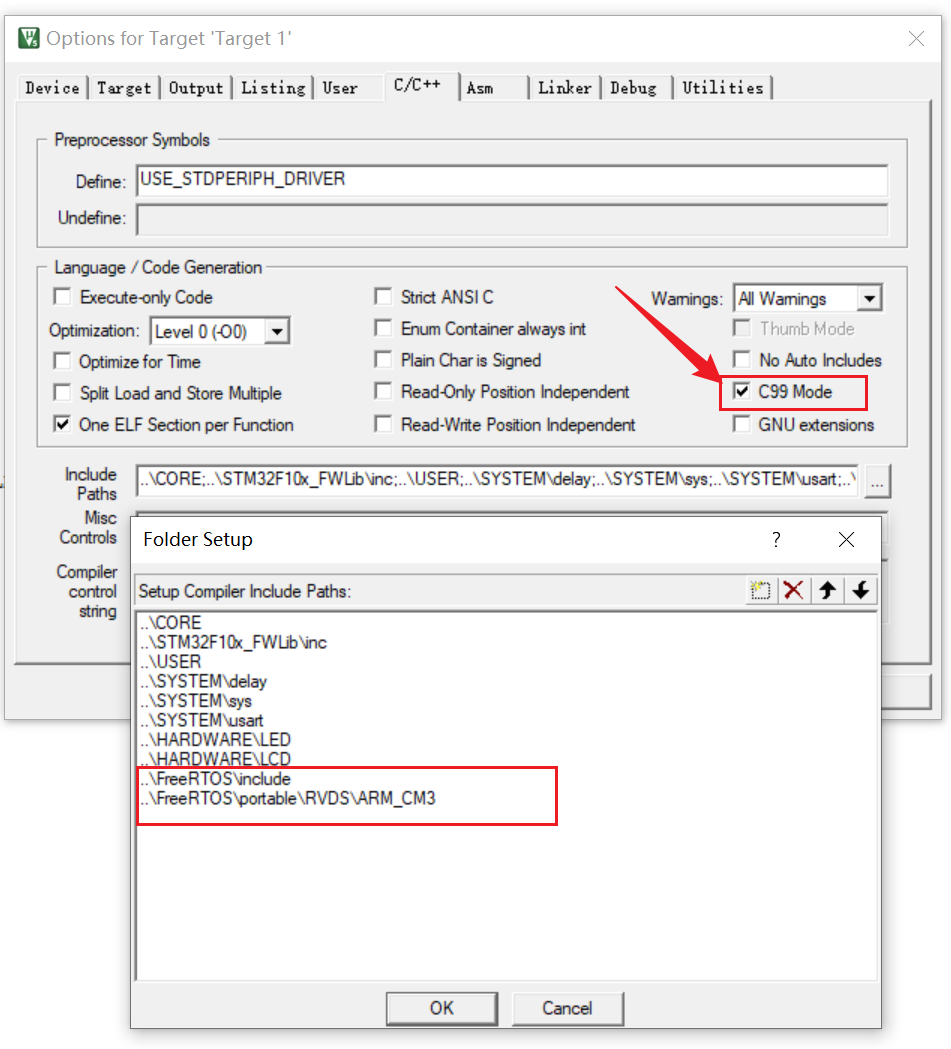 Options for Target 'Target 1'
Device Target Output Listing User C/C++ Asm Linker Debug Utilities
Preprocessor Symbols
Define: USE_STDPERIPH_DRIVER
Undefine:
Language / Code Generation
Execute-only Code
Strict ANSI C
Warnings: All Warnings
Optimization: Level 0 (-O0)
Enum Container always int
Thumb Mode
Optimize for Time
Plain Char is Signed
No Auto Includes
Split Load and Store Multiple
Read-Only Position Independent
C99 Mode
One ELF Section per Function
Read-Write Position Independent
GNU extensions
Include Paths
..\CORE;..\STM32F10x_FWLib\inc;..\USER;..\SYSTEM\delay;..\SYSTEM\sys;..\SYSTEM\usart;..\
...
Misc Controls
Compiler control string
Folder Setup
?
Setup Compiler Include Paths:
..\CORE
..\STM32F10x_FWLib\inc
..\USER
..\SYSTEM\delay
..\SYSTEM\sys
..\SYSTEM\usart
..\HARDWARE\LED
..\HARDWARE\LCD
..\FreeRTOS\include
..\FreeRTOS\portable\RVDS\ARM_CM3
OK Cancel